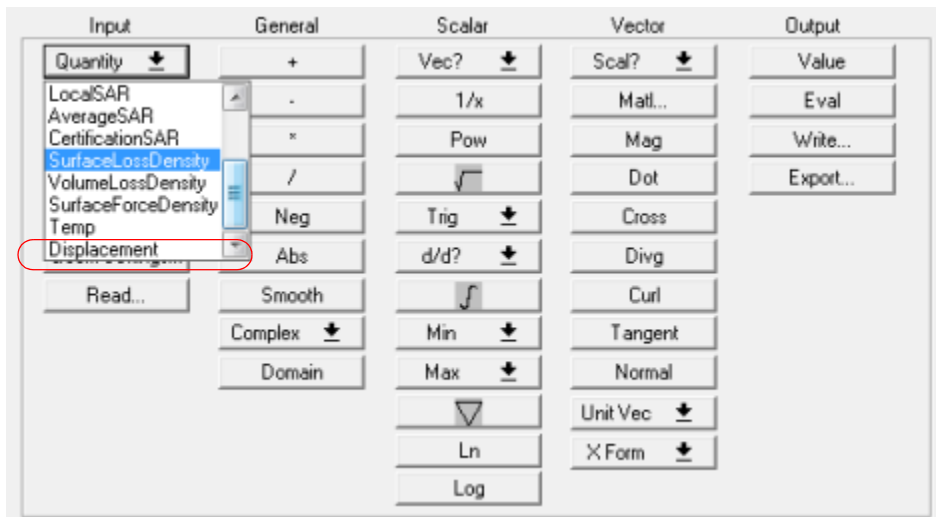 Input General Scalar Vector Output
Quantity + Vec? Scal? Value
LocalSAR
AverageSAR
CertificationSAR
SurfaceLossDensity
VolumeLossDensity
SurfaceForceDensity
Temp
Displacement
- 1/x Matl... Eval
* Pow Mag Write...
/ √ Dot Export...
Neg Trig Cross
Abs d/d? Divg
Read... Smooth ∫ Curl
Complex Min Tangent
Domain Max Normal
▽ Unit Vec
Ln X Form
Log